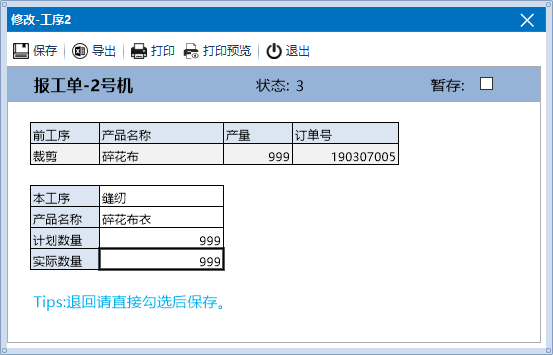 修改-工序2
保存 导出 打印 打印预览 退出
报工单-2号机 状态: 3 暂存:
前工序 产品名称 产量 订单号
裁剪 碎花布 999 190307005
本工序 缝纫
产品名称 碎花布衣
计划数量 999
实际数量 999
Tips:退回请直接勾选后保存。